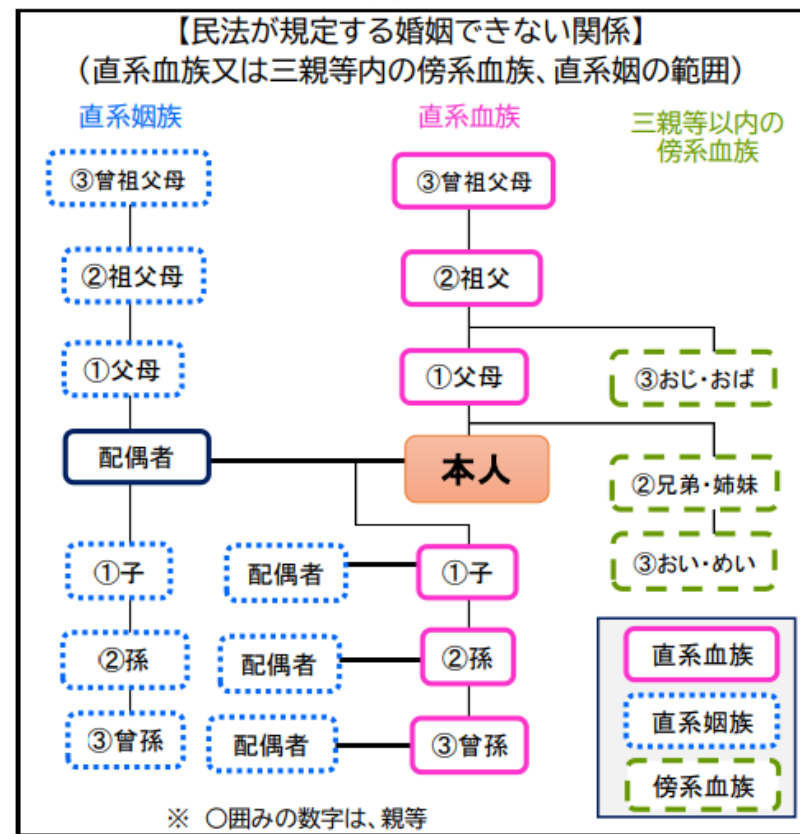 【民法が規定する婚姻できない関係】
(直系血族又は三親等内の傍系血族、直系姻の範囲)
直系姻族
直系血族
三親等以内の
傍系血族
③曾祖父母
③曾祖父母
②祖父母
②祖父
①父母
①父母
③おじ・おば
配偶者
本人
②兄弟・姉妹
③おい・めい
①子
配偶者
①子
②孫
配偶者
②孫
③曾孫
配偶者
③曾孫
直系血族
直系姻族
傍系血族
※ 〇囲みの数字は、親等